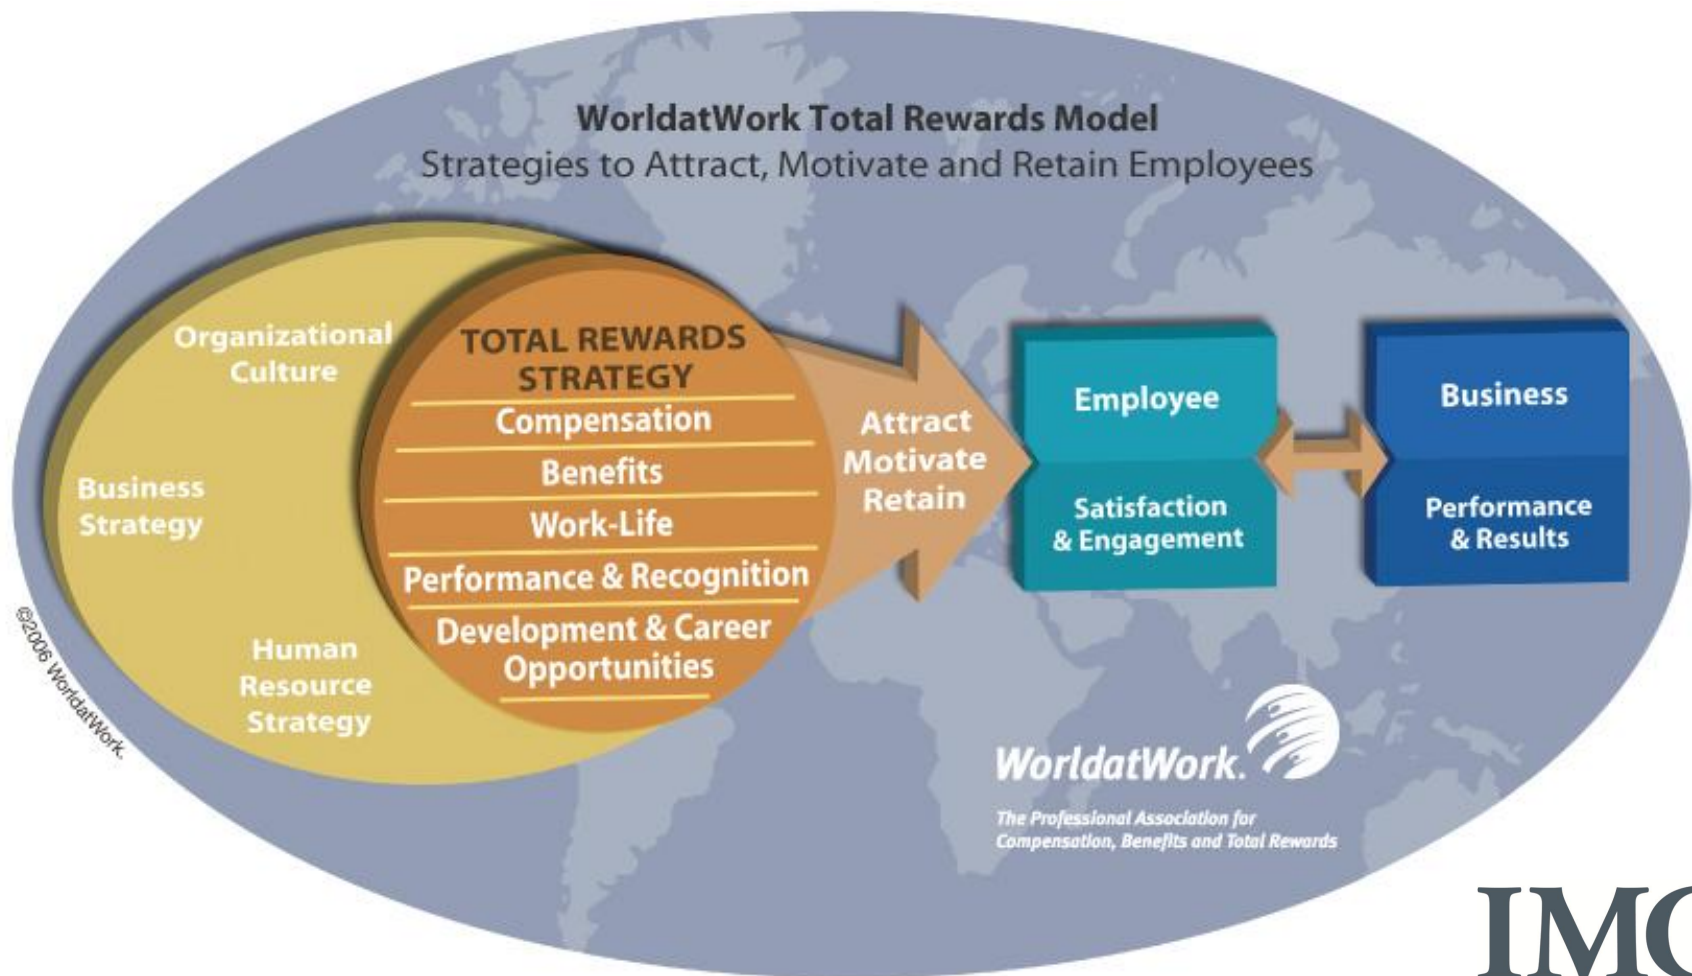 WorldatWork Total Rewards Model
Strategies to Attract, Motivate and Retain Employees
Organizational
Culture
Business
Strategy
Human
Resource
Strategy
TOTAL REWARDS
STRATEGY
Compensation
Benefits
Work-Life
Performance & Recognition
Development & Career
Opportunities
Attract
Motivate
Retain
Employee
Satisfaction
& Engagement
Business
Performance
& Results
©2006 WorldatWork.
WorldatWork.
The Professional Association for
Compensation, Benefits and Total Rewards